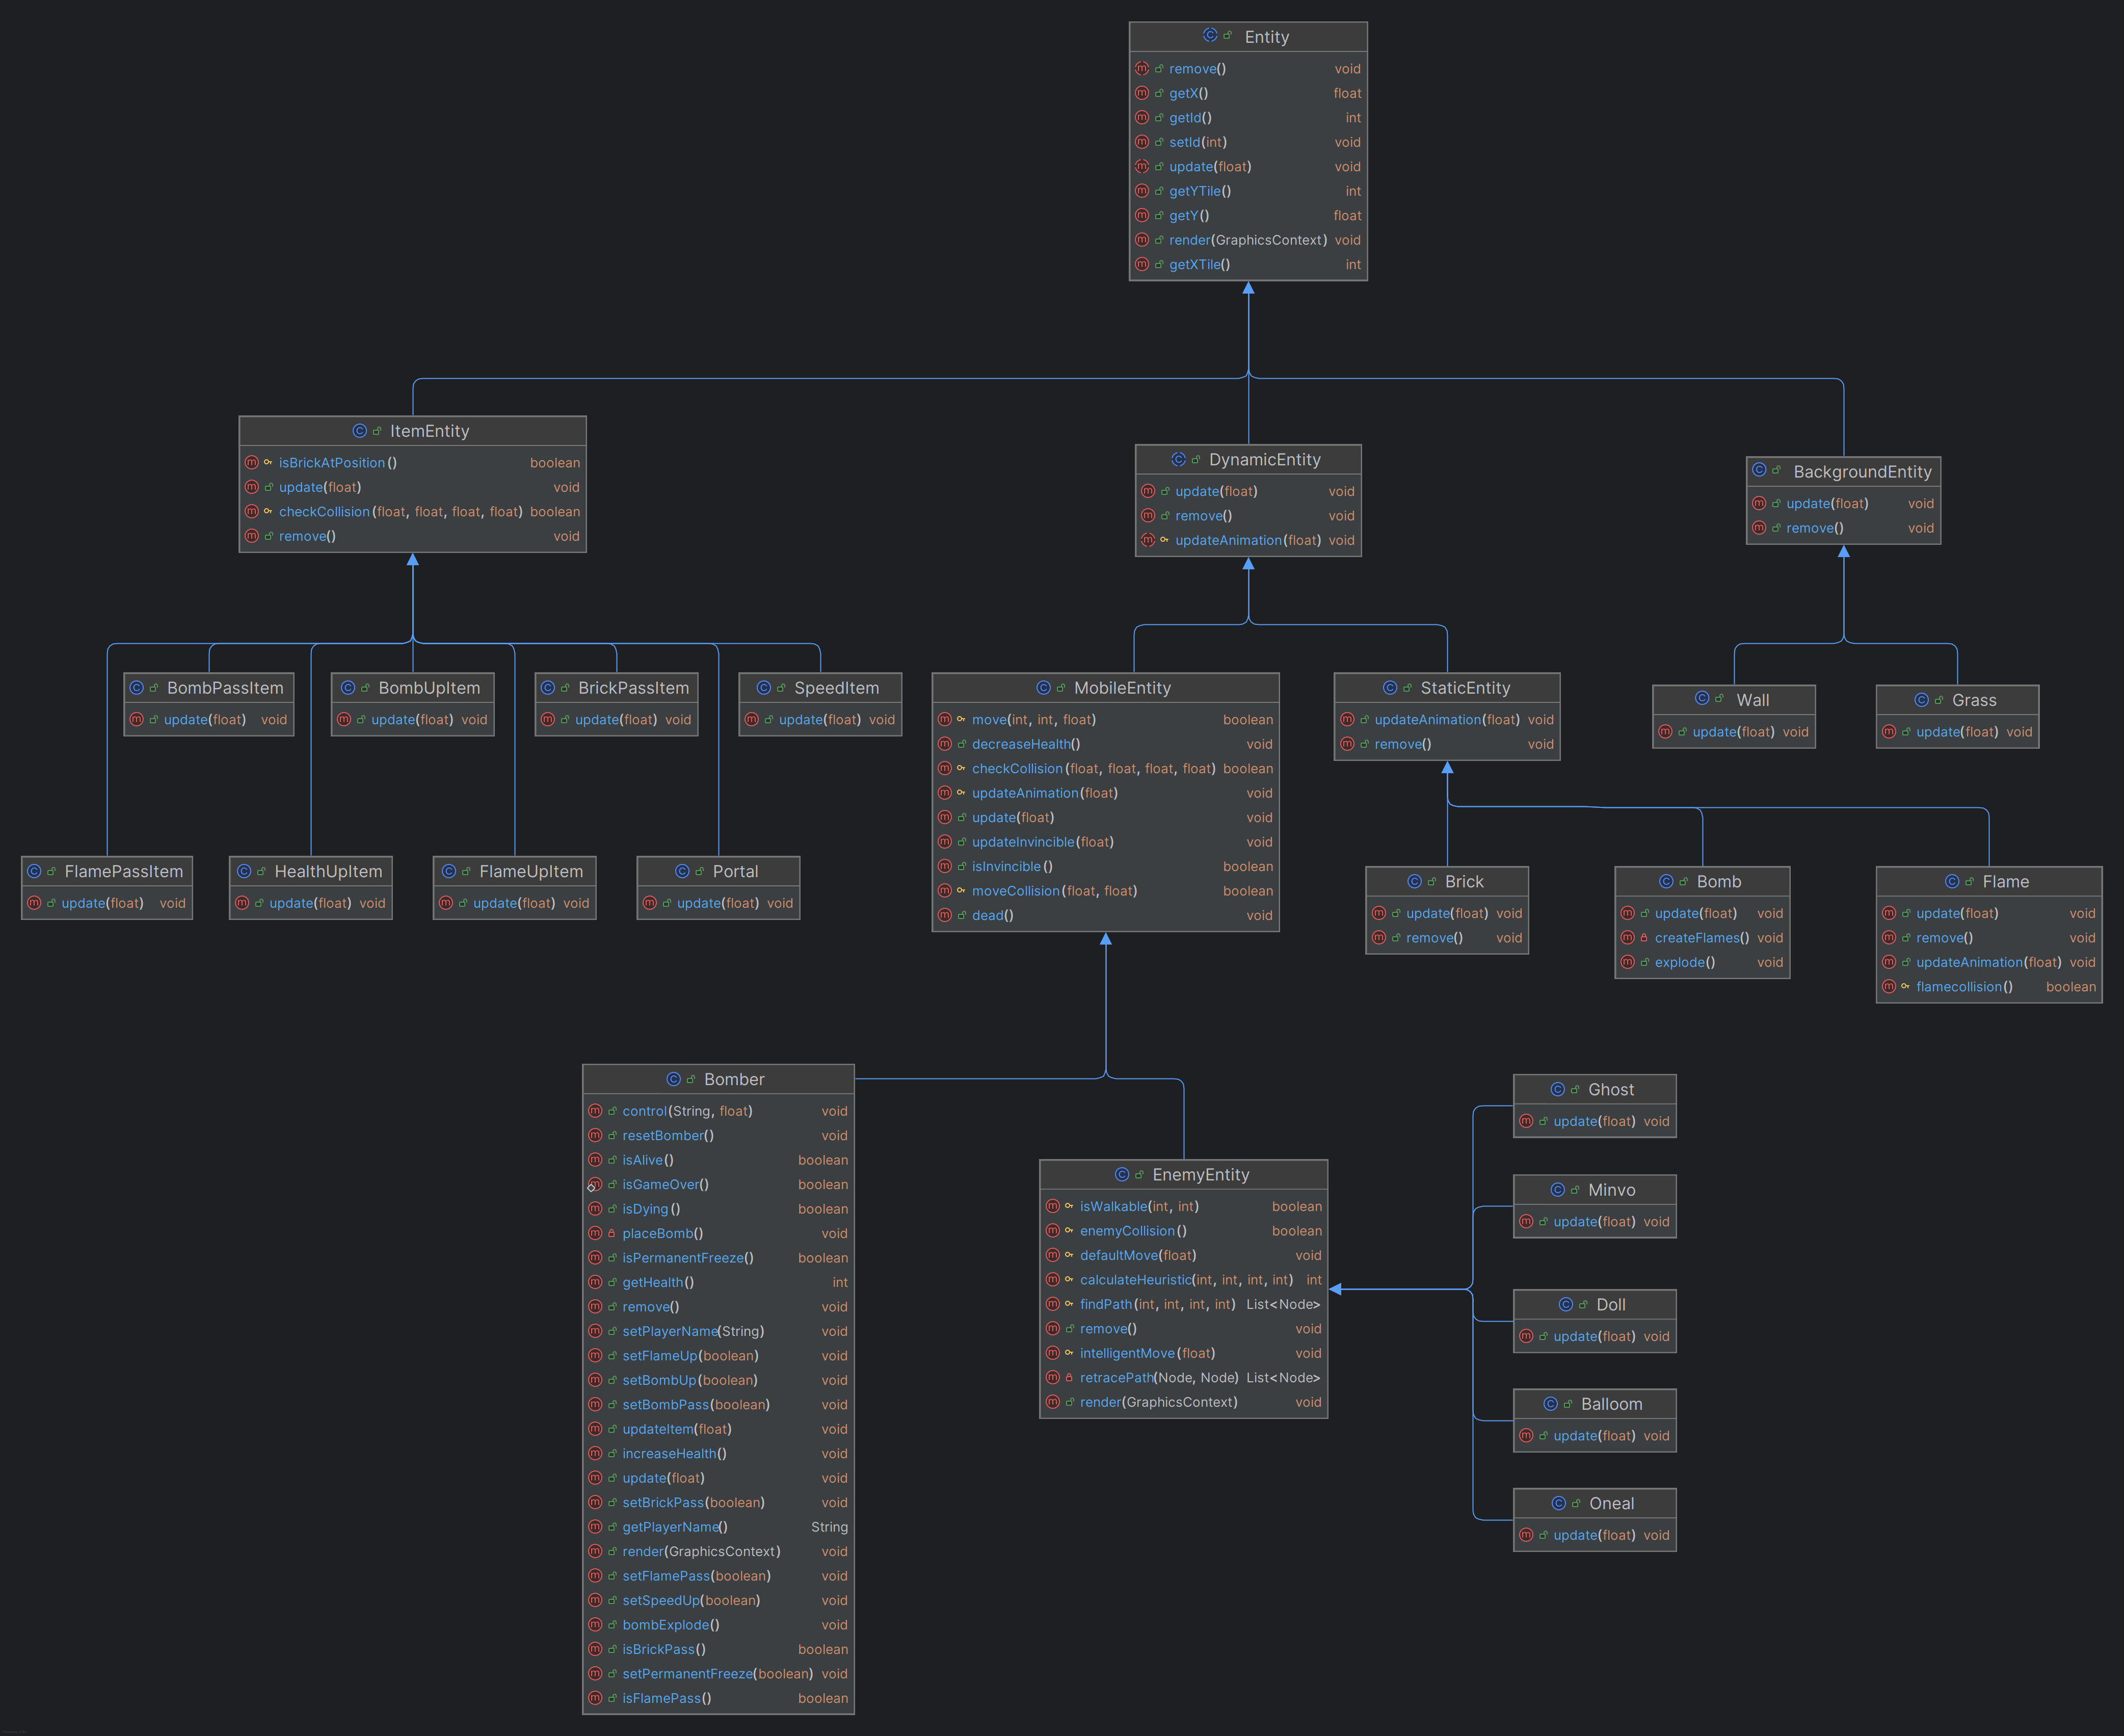 Entity
remove() void
getX() float
getId() int
setId(int) void
update(float) void
getYTile() int
getY() float
render(GraphicsContext) void
getXTile() int
ItemEntity
isBrickAtPosition() boolean
update(float) void
checkCollision(float, float, float, float) boolean
remove() void
DynamicEntity
update(float) void
remove() void
updateAnimation(float) void
BackgroundEntity
update(float) void
remove() void
BombPassItem
update(float) void
BombUpItem
update(float) void
BrickPassItem
update(float) void
SpeedItem
update(float) void
MobileEntity
move(int, int, float) boolean
decreaseHealth() void
checkCollision(float, float, float, float) boolean
updateAnimation(float) void
update(float) void
updateInvincible(float) void
isInvincible() boolean
moveCollision(float, float) boolean
dead() void
StaticEntity
updateAnimation(float) void
remove() void
Wall
update(float) void
Grass
update(float) void
FlamePassItem
update(float) void
HealthUpItem
update(float) void
FlameUpItem
update(float) void
Portal
update(float) void
Brick
update(float) void
remove() void
Bomb
update(float) void
createFlames() void
explode() void
Flame
update(float) void
remove() void
updateAnimation(float) void
flamecollision() boolean
Bomber
control(String, float) void
resetBomber() void
isAlive() boolean
isGameOver() boolean
isDying() boolean
placeBomb() void
isPermanentFreeze() boolean
getHealth() int
remove() void
setPlayerName(String) void
setFlameUp(boolean) void
setBombUp(boolean) void
setBombPass(boolean) void
updateItem(float) void
increaseHealth() void
update(float) void
setBrickPass(boolean) void
getPlayerName() String
render(GraphicsContext) void
setFlamePass(boolean) void
setSpeedUp(boolean) void
bombExplode() void
isBrickPass() boolean
setPermanentFreeze(boolean) void
isFlamePass() boolean
EnemyEntity
isWalkable(int, int) boolean
enemyCollision() boolean
defaultMove(float) void
calculateHeuristic(int, int, int, int) int
findPath(int, int, int, int) List<Node>
remove() void
intelligentMove(float) void
retracePath(Node, Node) List<Node>
render(GraphicsContext) void
Ghost
update(float) void
Minvo
update(float) void
Doll
update(float) void
Balloom
update(float) void
Oneal
update(float) void